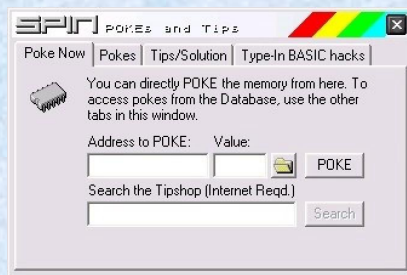 SPIN POKEs and Tips
Poke Now Pokes Tips/Solution Type-In BASIC hacks
You can directly POKE the memory from here. To
access pokes from the Database, use the other
tabs in this window.
Address to POKE: Value:
POKE
Search the Tipshop (Internet Reqd.)
Search